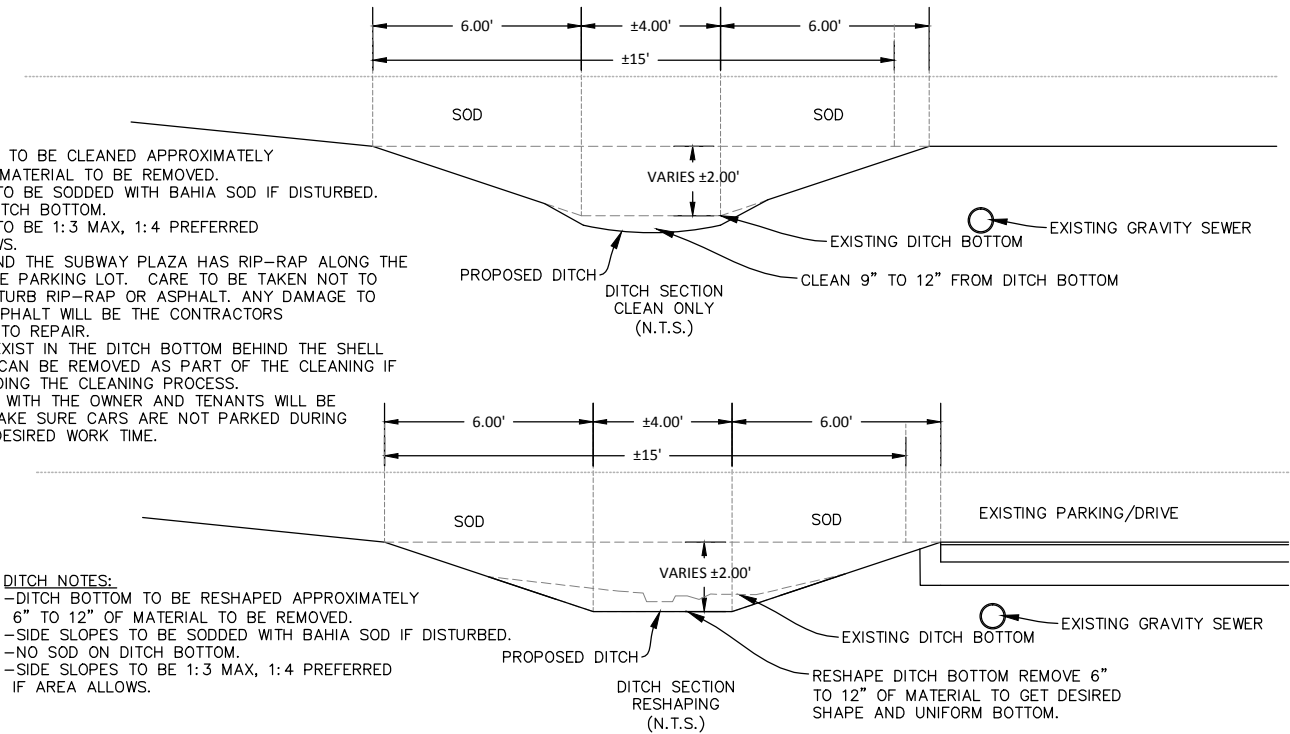 6.00'
±4.00'
6.00'
±15'
SOD
SOD
TO BE CLEANED APPROXIMATELY
MATERIAL TO BE REMOVED.
TO BE SODDED WITH BAHIA SOD IF DISTURBED.
TCH BOTTOM.
TO BE 1:3 MAX, 1:4 PREFERRED
WS.
ND THE SUBWAY PLAZA HAS RIP-RAP ALONG THE
E PARKING LOT. CARE TO BE TAKEN NOT TO
TURB RIP-RAP OR ASPHALT. ANY DAMAGE TO
SPHALT WILL BE THE CONTRACTORS
TO REPAIR.
EXIST IN THE DITCH BOTTOM BEHIND THE SHELL
CAN BE REMOVED AS PART OF THE CLEANING IF
DING THE CLEANING PROCESS.
WITH THE OWNER AND TENANTS WILL BE
AKE SURE CARS ARE NOT PARKED DURING
DESIRED WORK TIME.
VARIES ±2.00'
EXISTING DITCH BOTTOM
EXISTING GRAVITY SEWER
PROPOSED DITCH
CLEAN 9" TO 12" FROM DITCH BOTTOM
DITCH SECTION
CLEAN ONLY
(N.T.S.)
6.00'
±4.00'
6.00'
±15'
SOD
SOD
EXISTING PARKING/DRIVE
VARIES ±2.00'
DITCH NOTES:
-DITCH BOTTOM TO BE RESHAPED APPROXIMATELY
6" TO 12" OF MATERIAL TO BE REMOVED.
-SIDE SLOPES TO BE SODDED WITH BAHIA SOD IF DISTURBED.
-NO SOD ON DITCH BOTTOM.
-SIDE SLOPES TO BE 1:3 MAX, 1:4 PREFERRED
IF AREA ALLOWS.
EXISTING DITCH BOTTOM
EXISTING GRAVITY SEWER
PROPOSED DITCH
RESHAPE DITCH BOTTOM REMOVE 6"
TO 12" OF MATERIAL TO GET DESIRED
SHAPE AND UNIFORM BOTTOM.
DITCH SECTION
RESHAPING
(N.T.S.)